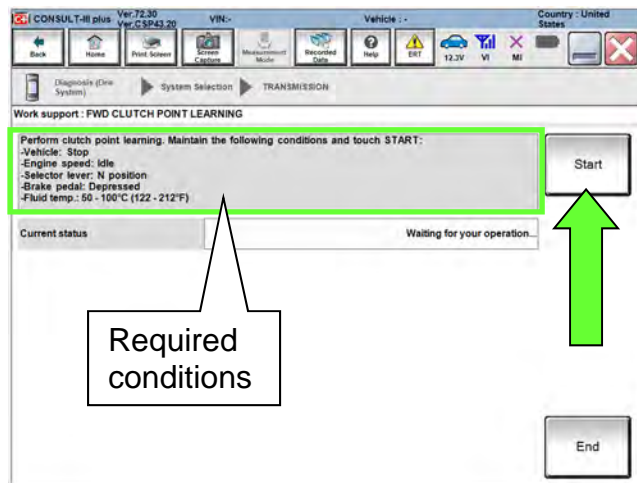 CONSULT-III plus Ver.72.30
Ver.CSP43.20
VIN:-
Vehicle : -
Country : United
States
Back
Home
Print Screen
Screen
Capture
Measurement
Mode
Recorded
Data
Help
ERT
12.2V
VI
MI
Diagnosis (One
System)
System Selection
TRANSMISSION
Work support : FWD CLUTCH POINT LEARNING
Perform clutch point learning. Maintain the following conditions and touch START:
-Vehicle: Stop
-Engine speed: Idle
-Selector lever: N position
-Brake pedal: Depressed
-Fluid temp.: 50 - 100°C (122 - 212°F)
Start
Current status
Waiting for your operation...
Required
conditions
End